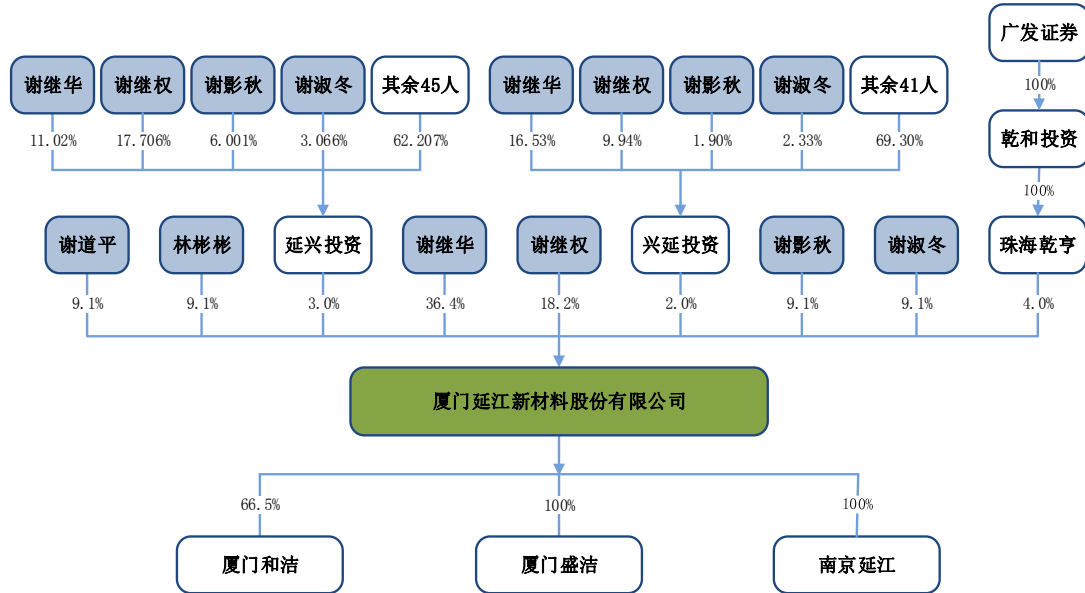 广发证券
谢继华
谢继权
谢影秋
谢淑冬
其余45人
谢继华
谢继权
谢影秋
谢淑冬
其余41人
100%
11.02%
17.706%
6.001%
3.066%
62.207%
16.53%
9.94%
1.90%
2.33%
69.30%
乾和投资
100%
谢道平
林彬彬
延兴投资
谢继华
谢继权
兴延投资
谢影秋
谢淑冬
珠海乾亨
9.1%
9.1%
3.0%
36.4%
18.2%
2.0%
9.1%
9.1%
4.0%
厦门延江新材料股份有限公司
66.5%
100%
100%
厦门和洁
厦门盛洁
南京延江